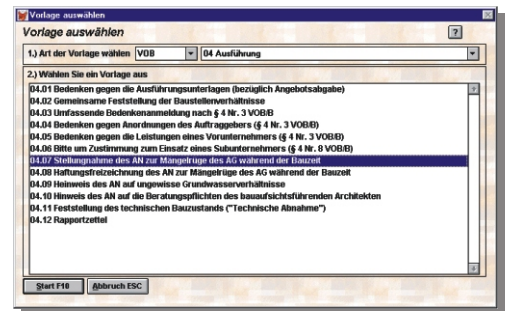 Vorlage auswählen
Vorlage auswählen
?
1.) Art der Vorlage wählen VOB 04 Ausführung
2.) Wählen Sie ein Vorlage aus
04.01 Bedenken gegen die Ausführungsunterlagen (bezüglich Angebotsabgabe)
04.02 Gemeinsame Feststellung der Baustellenverhältnisse
04.03 Umfassende Bedenkenanmeldung nach § 4 Nr. 3 VOB/B
04.04 Bedenken gegen Anordnungen des Auftraggebers (§ 4 Nr. 3 VOB/B)
04.05 Bedenken gegen die Leistungen eines Vorunternehmers (§ 4 Nr. 3 VOB/B)
04.06 Bitte um Zustimmung zum Einsatz eines Subunternehmers (§ 4 Nr. 8 VOB/B)
04.07 Stellungnahme des AN zur Mängelrüge des AG während der Bauzeit
04.08 Haftungsfreizeichnung des AN zur Mängelrüge des AG während der Bauzeit
04.09 Heinweis des AN auf ungewisse Grundwasserverhältnisse
04.10 Hinweis des AN auf die Beratungspflichten des bauaufsichtsführenden Architekten
04.11 Feststellung des technischen Bauzustands ("Technische Abnahme")
04.12 Rapportzettel
Start F10 Abbruch ESC